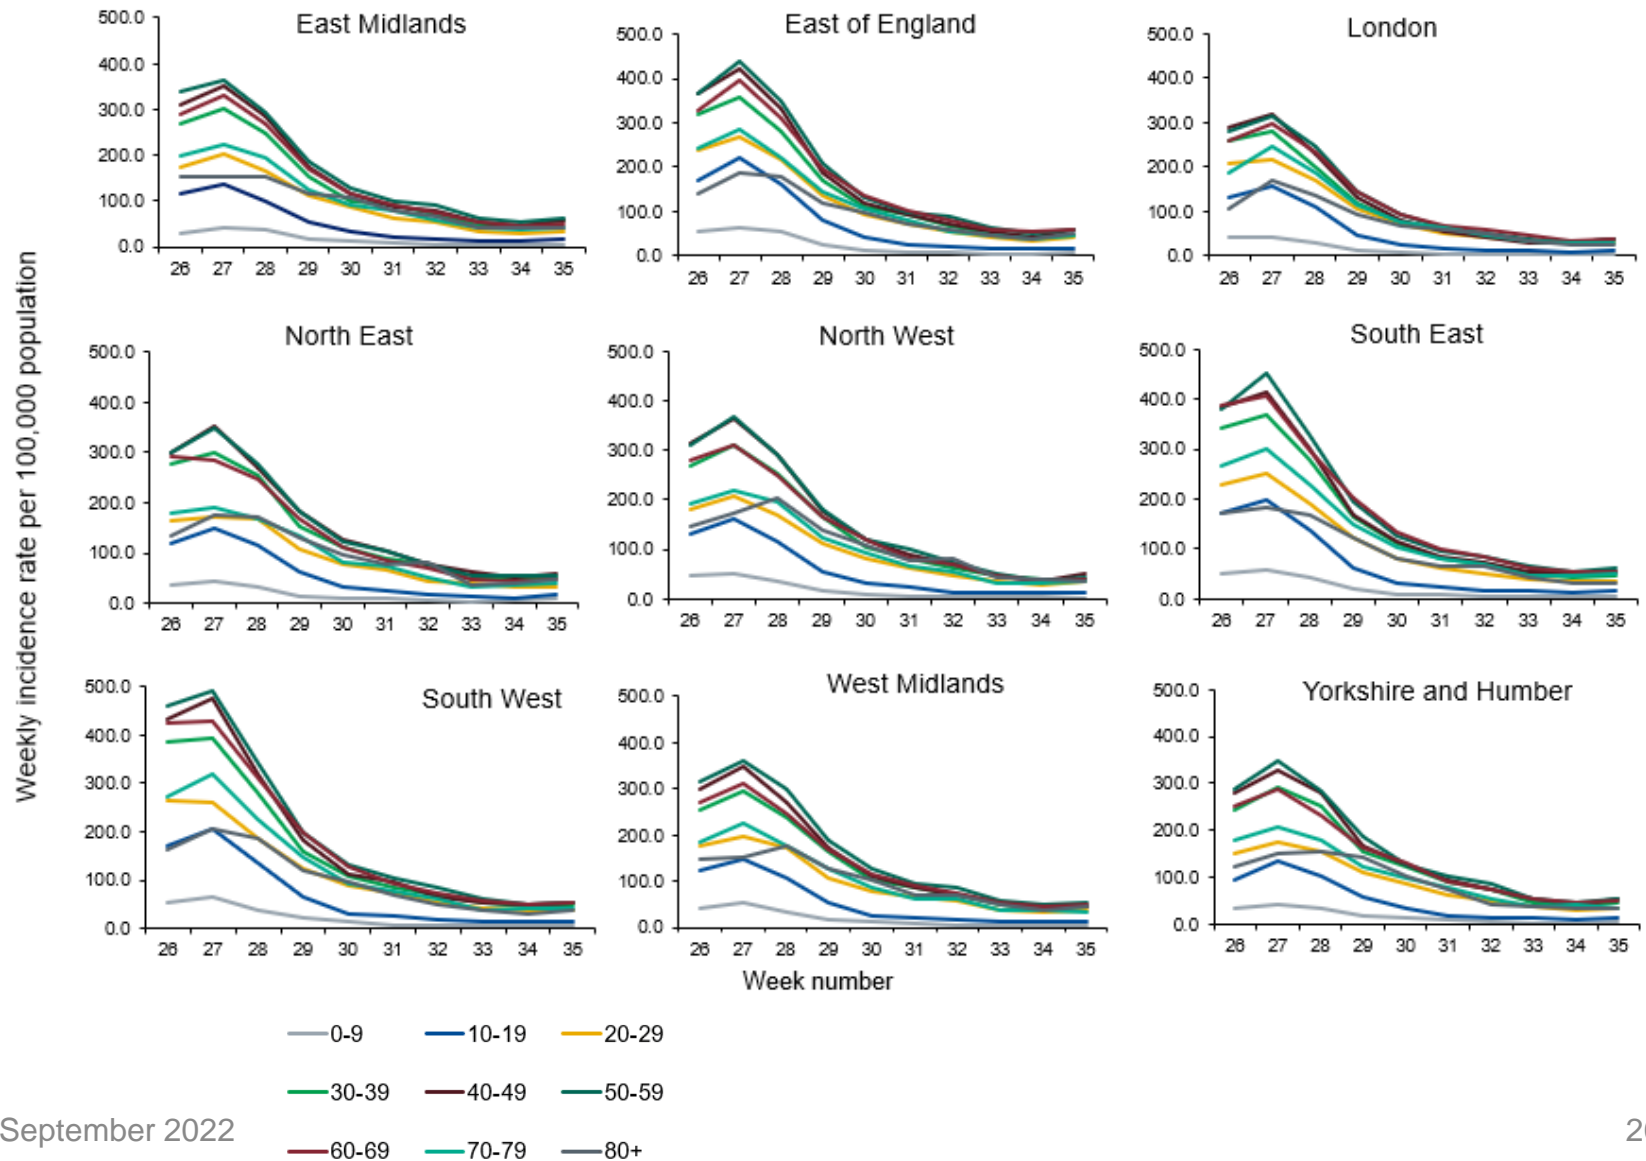 East Midlands
500.0
400.0
300.0
200.0
100.0
0.0
26 27 28 29 30 31 32 33 34 35
East of England
500.0
400.0
300.0
200.0
100.0
0.0
26 27 28 29 30 31 32 33 34 35
London
500.0
400.0
300.0
200.0
100.0
0.0
26 27 28 29 30 31 32 33 34 35
Weekly incidence rate per 100,000 population
North East
500.0
400.0
300.0
200.0
100.0
0.0
26 27 28 29 30 31 32 33 34 35
North West
500.0
400.0
300.0
200.0
100.0
0.0
26 27 28 29 30 31 32 33 34 35
South East
500.0
400.0
300.0
200.0
100.0
0.0
26 27 28 29 30 31 32 33 34 35
South West
500.0
400.0
300.0
200.0
100.0
0.0
26 27 28 29 30 31 32 33 34 35
West Midlands
500.0
400.0
300.0
200.0
100.0
0.0
26 27 28 29 30 31 32 33 34 35
Yorkshire and Humber
500.0
400.0
300.0
200.0
100.0
0.0
26 27 28 29 30 31 32 33 34 35
Week number
0-9 10-19 20-29
30-39 40-49 50-59
60-69 70-79 80+
September 2022